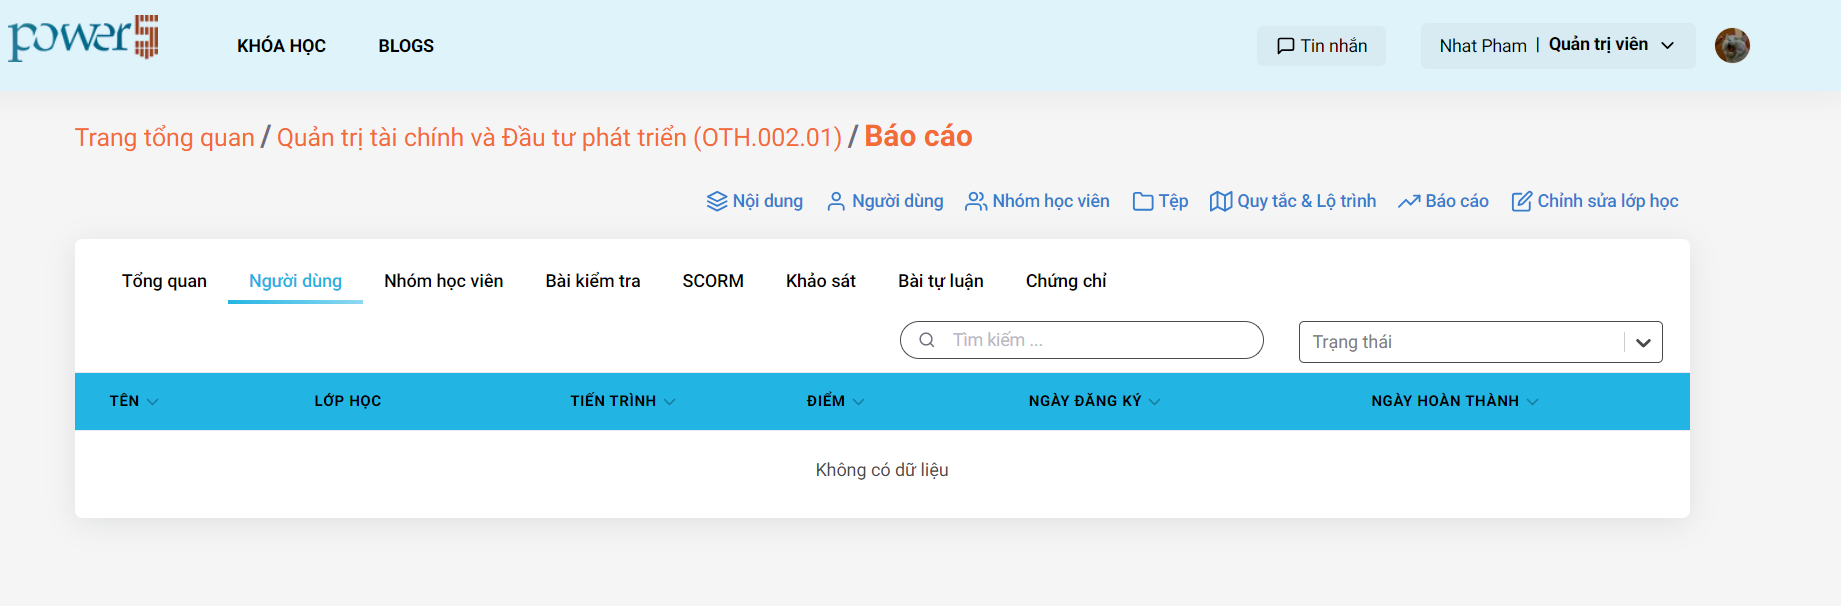 power5
KHÓA HỌC
BLOGS
Tin nhắn
Nhat Pham | Quản trị viên
Trang tổng quan / Quản trị tài chính và Đầu tư phát triển (OTH.002.01) / Báo cáo
Nội dung
Người dùng
Nhóm học viên
Tệp
Quy tắc & Lộ trình
Báo cáo
Chỉnh sửa lớp học
Tổng quan
Người dùng
Nhóm học viên
Bài kiểm tra
SCORM
Khảo sát
Bài tự luận
Chứng chỉ
Tìm kiếm ...
Trạng thái
TÊN
LỚP HỌC
TIẾN TRÌNH
ĐIỂM
NGÀY ĐĂNG KÝ
NGÀY HOÀN THÀNH
Không có dữ liệu